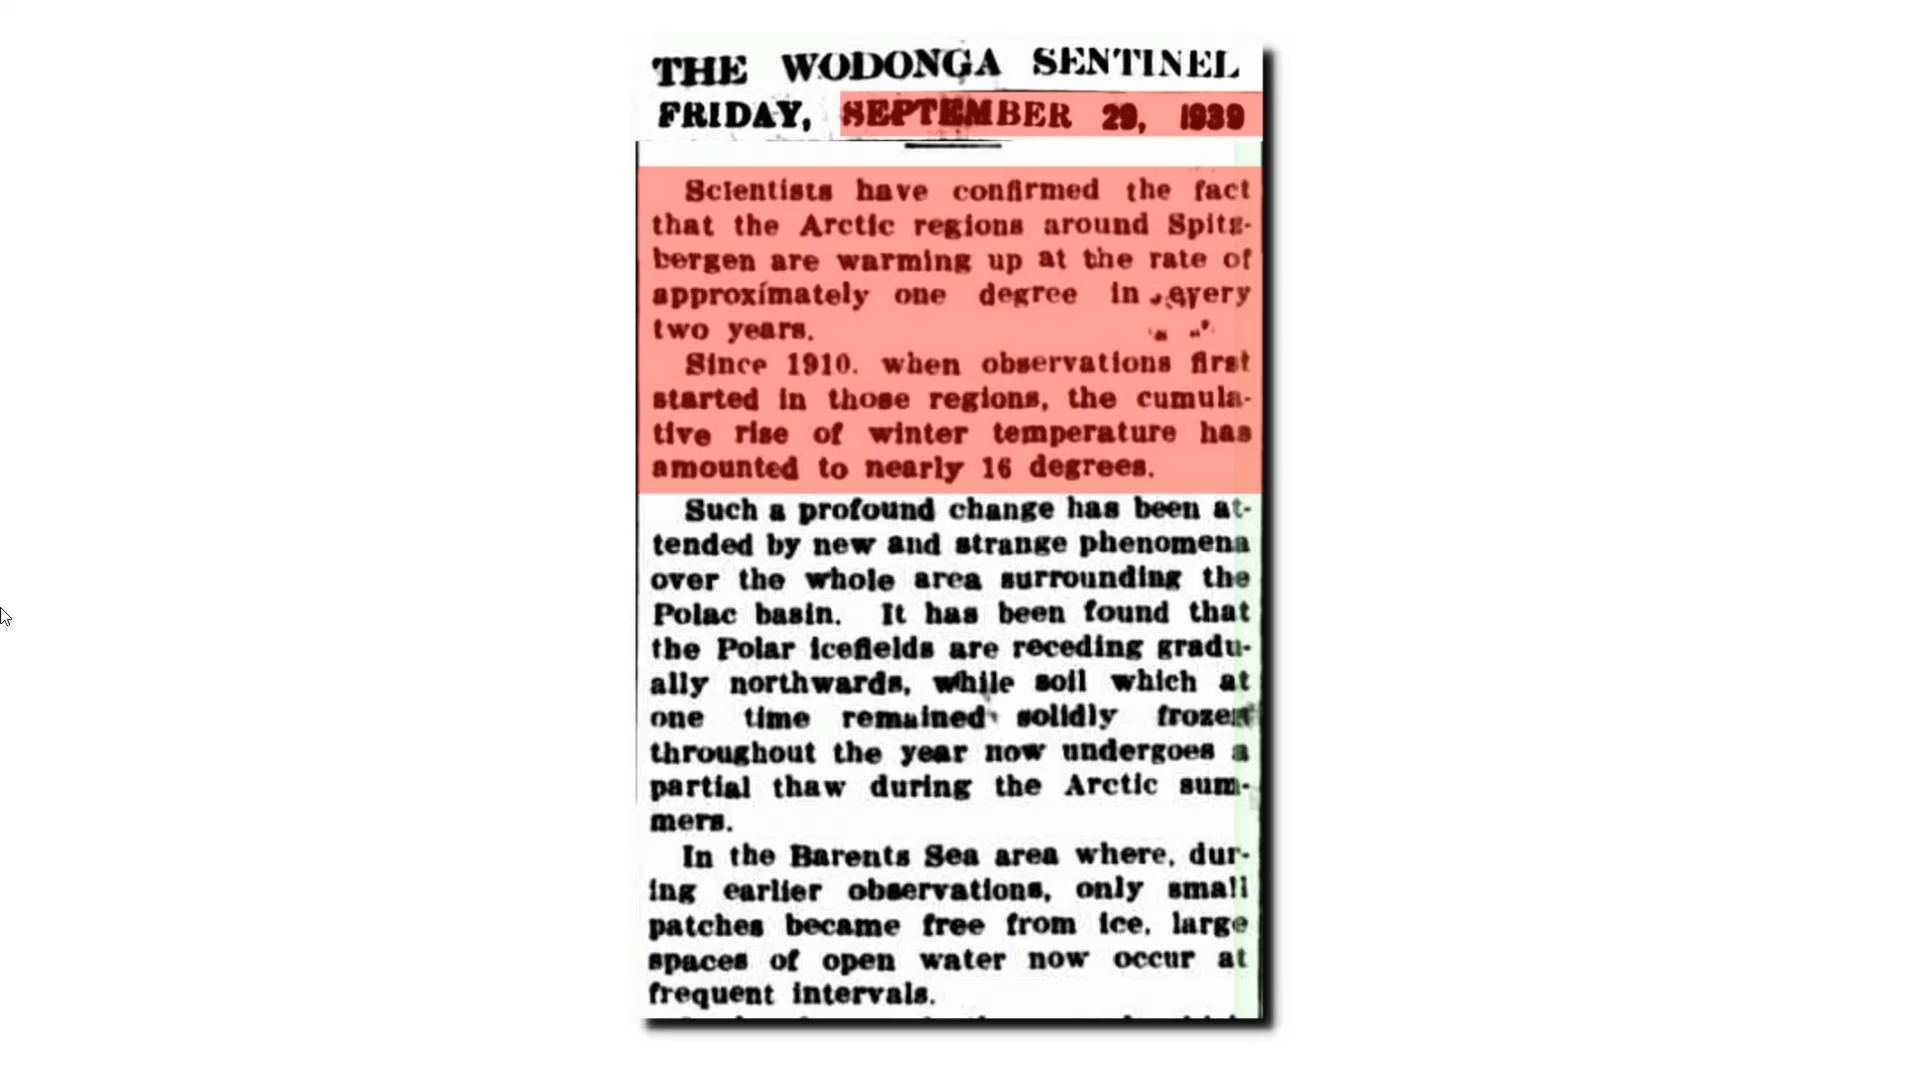 THE WODONGA SENTINEL
FRIDAY, SEPTEMBER 29, 1939
Scientists have confirmed the fact
that the Arctic regions around Spitz-
bergen are warming up at the rate of
approximately one degree in every
two years.
Since 1910. when observations first
started in those regions, the cumula-
tive rise of winter temperature has
amounted to nearly 16 degrees.
Such a profound change has been at-
tended by new and strange phenomena
over the whole area surrounding the
Polac basin. It has been found that
the Polar icefields are receding gradu-
ally northwards, while soil which at
one time remained solidly frozen
throughout the year now undergoes a
partial thaw during the Arctic sum-
mers.
In the Barents Sea area where, dur-
ing earlier observations, only small
patches became free from ice, large
spaces of open water now occur at
frequent intervals.